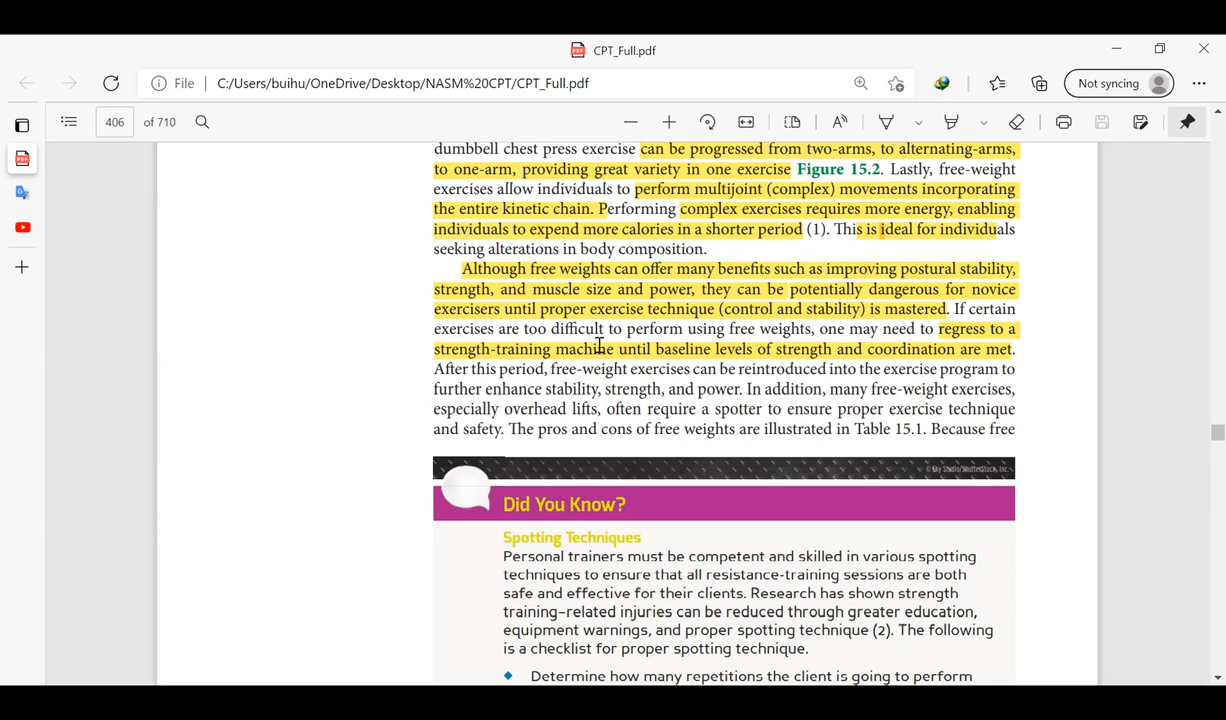 CPT_Full.pdf
File
C:/Users/buihu/OneDrive/Desktop/NASM%20CPT/CPT_Full.pdf
Not syncing
406 of 710
dumbbell chest press exercise can be progressed from two-arms, to alternating-arms,
to one-arm, providing great variety in one exercise Figure 15.2. Lastly, free-weight
exercises allow individuals to perform multijoint (complex) movements incorporating
the entire kinetic chain. Performing complex exercises requires more energy, enabling
individuals to expend more calories in a shorter period (1). This is ideal for individuals
seeking alterations in body composition.
Although free weights can offer many benefits such as improving postural stability,
strength, and muscle size and power, they can be potentially dangerous for novice
exercisers until proper exercise technique (control and stability) is mastered. If certain
exercises are too difficult to perform using free weights, one may need to regress to a
strength-training machine until baseline levels of strength and coordination are met.
After this period, free-weight exercises can be reintroduced into the exercise program to
further enhance stability, strength, and power. In addition, many free-weight exercises,
especially overhead lifts, often require a spotter to ensure proper exercise technique
and safety. The pros and cons of free weights are illustrated in Table 15.1. Because free
© Sky Studio/ShutterStock, Inc.
Did You Know?
Spotting Techniques
Personal trainers must be competent and skilled in various spotting
techniques to ensure that all resistance-training sessions are both
safe and effective for their clients. Research has shown strength
training–related injuries can be reduced through greater education,
equipment warnings, and proper spotting technique (2). The following
is a checklist for proper spotting technique.
◆ Determine how many repetitions the client is going to perform